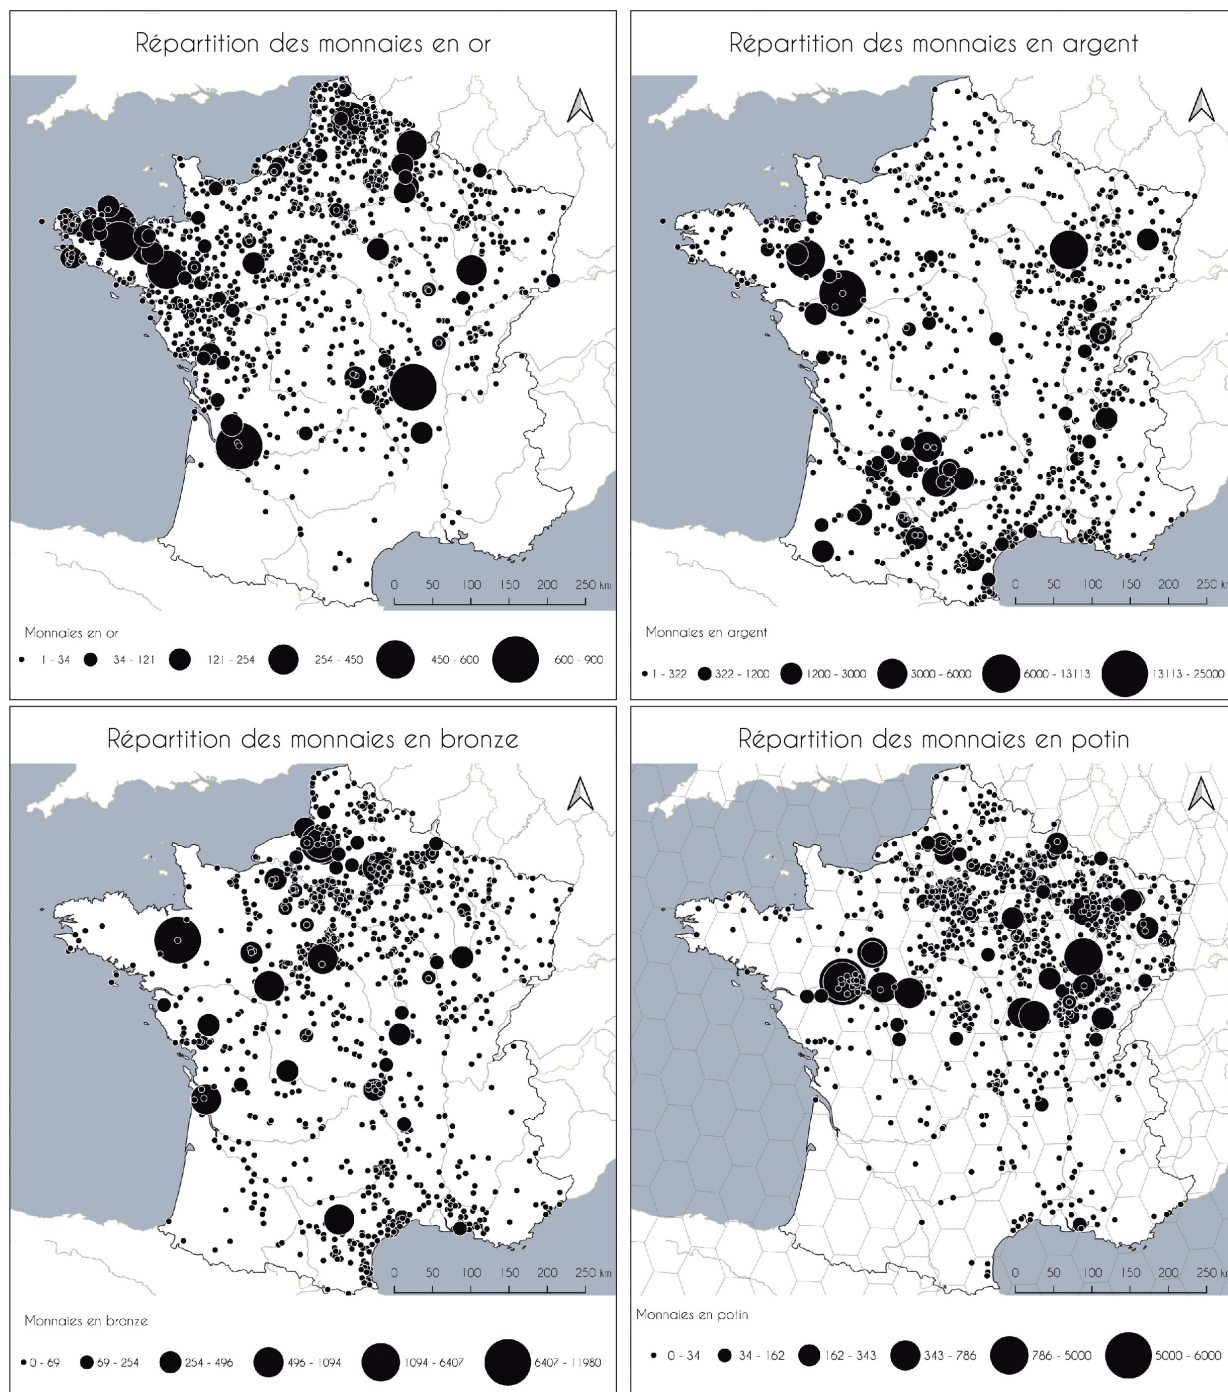 Répartition des monnaies en or
0 50 100 150 200 250 km
Monnaies en or
1 - 34 34 - 121 121 - 254 254 - 450 450 - 600 600 - 900
Répartition des monnaies en argent
0 50 100 150 200 250 km
Monnaies en argent
1 - 322 322 - 1200 1200 - 3000 3000 - 6000 6000 - 13113 13113 - 25000
Répartition des monnaies en bronze
0 50 100 150 200 250 km
Monnaies en bronze
0 - 69 69 - 254 254 - 496 496 - 1094 1094 - 6407 6407 - 11980
Répartition des monnaies en potin
0 50 100 150 200 250 km
Monnaies en potin
0 - 34 34 - 162 162 - 343 343 - 786 786 - 5000 5000 - 6000